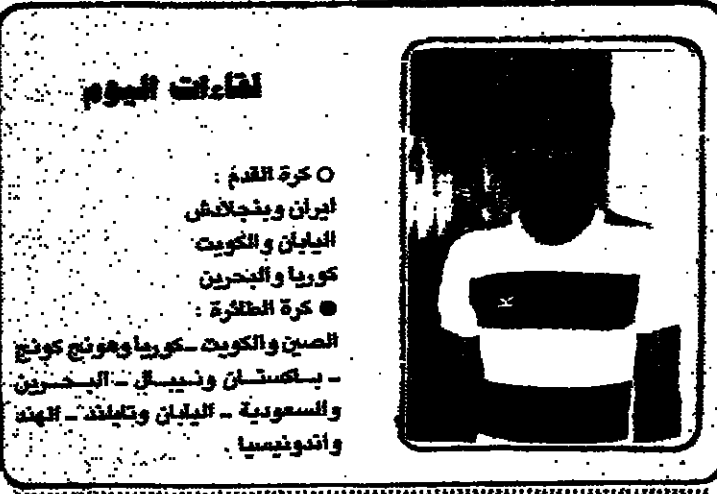 لقاءات اليوم
○ كرة القدم :
ايران وبنجلادش
اليابان والكويت
كوريا والبحرين
● كرة الطائرة :
الصين والكويت ـ كوريا وهونج كونج
ـ باكستان ونيبال ـ البحرين
والسعودية ـ اليابان وتايلند ـ الهند
واندونيسيا .